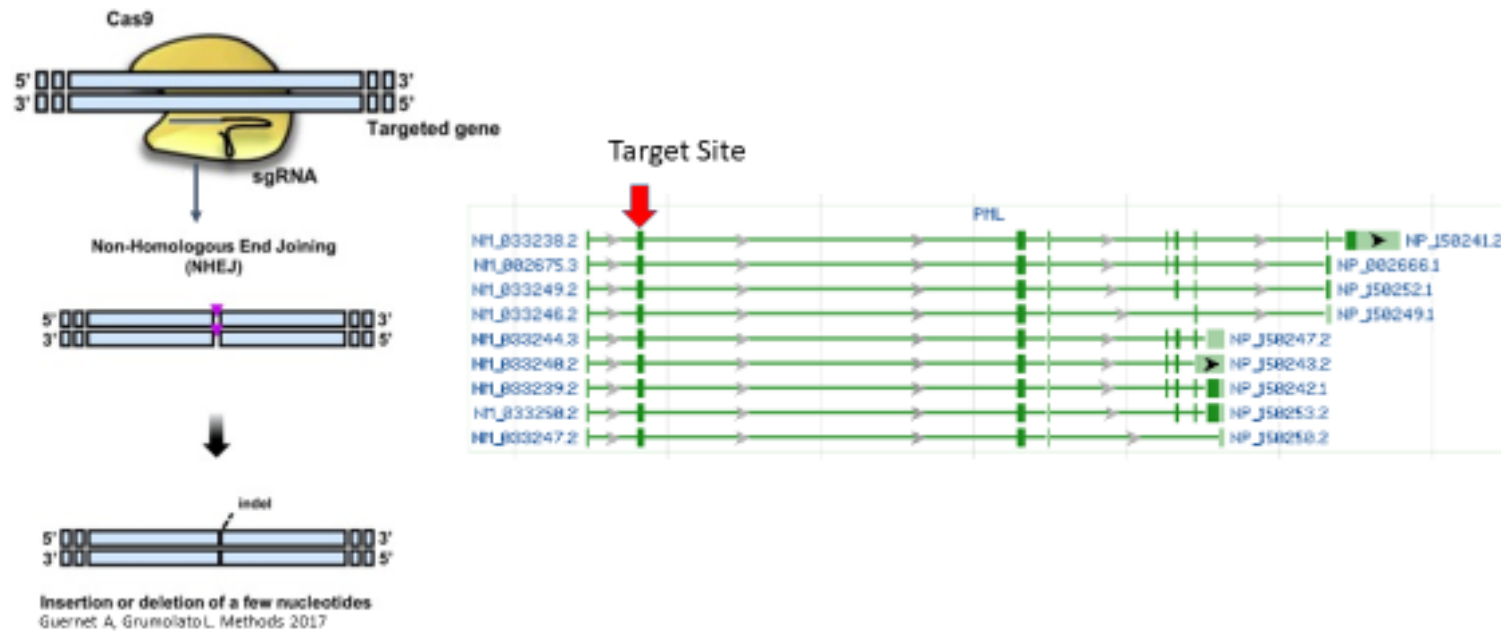 Cas9
5' 3'
3' 5'
Targeted gene
sgRNA
Non-Homologous End Joining
(NHEJ)
5' 3'
3' 5'
indel
5' 3'
3' 5'
Insertion or deletion of a few nucleotides
Guernet A, Grumolato L. Methods 2017
Target Site
PML
NM_033238.2 NP_150241.2
NM_002675.3 NP_002666.1
NM_033249.2 NP_150252.1
NM_033246.2 NP_150249.1
NM_033244.3 NP_150247.2
NM_033240.2 NP_150243.2
NM_033239.2 NP_150242.1
NM_033250.2 NP_150253.2
NM_033247.2 NP_150250.2